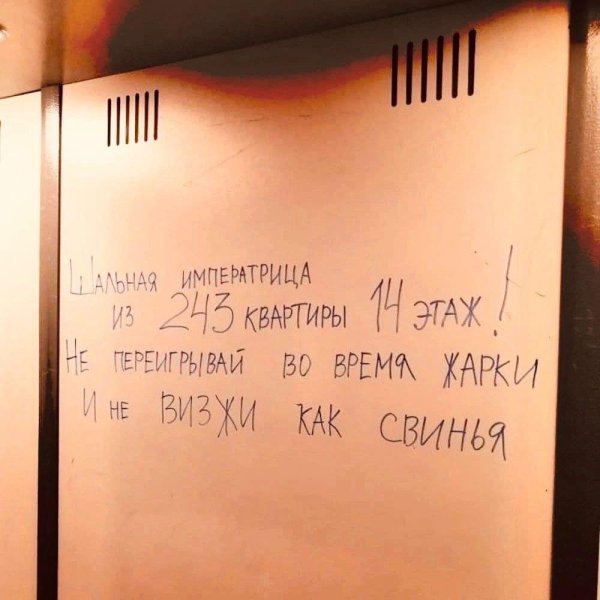 Шальная императрица
из 243 квартиры 14 этаж!
Не переигрывай во время жарки
И не визжи как свинья